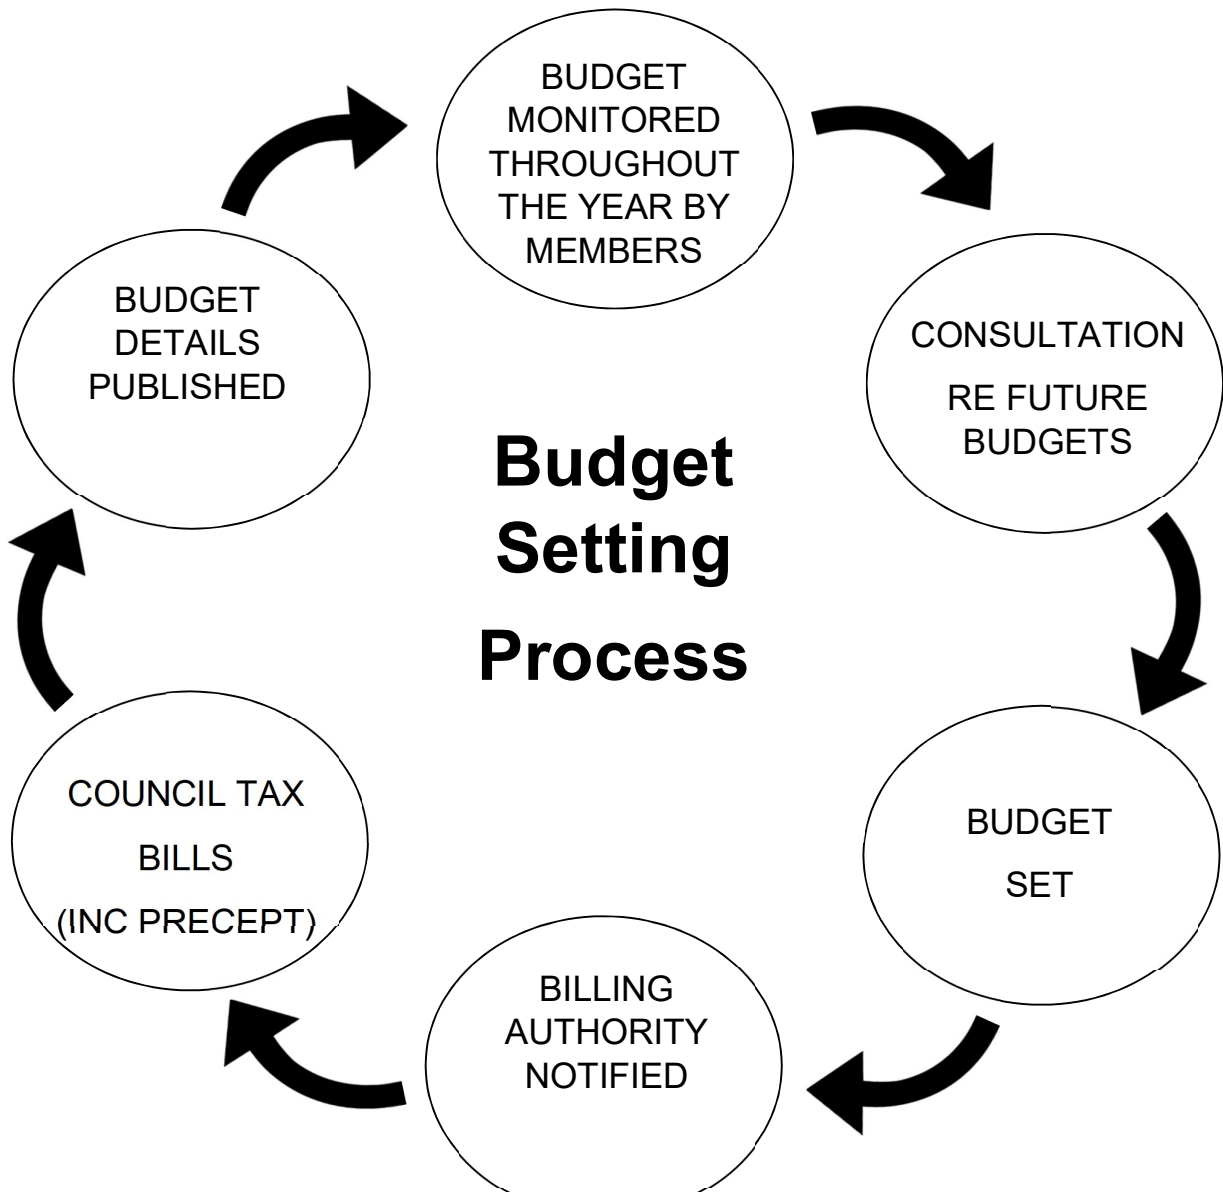 BUDGET
MONITORED
THROUGHOUT
THE YEAR BY
MEMBERS
CONSULTATION
RE FUTURE
BUDGETS
BUDGET
SET
BILLING
AUTHORITY
NOTIFIED
COUNCIL TAX
BILLS
(INC PRECEPT)
BUDGET
DETAILS
PUBLISHED
Budget
Setting
Process